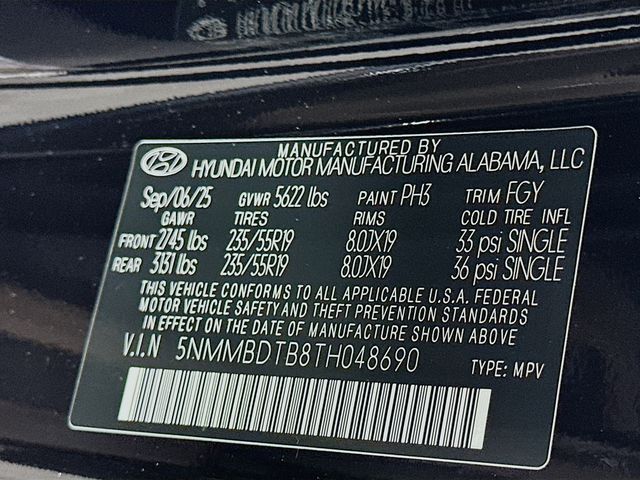 MANUFACTURED BY
HYUNDAI MOTOR MANUFACTURING ALABAMA, LLC
Sep/06/25 GVWR 5622 lbs PAINT PH3 TRIM FGY
GAWR TIRES RIMS COLD TIRE INFL
FRONT 2745 lbs 235/55R19 8.0JX19 33 psi SINGLE
REAR 3131 lbs 235/55R19 8.0JX19 36 psi SINGLE
THIS VEHICLE CONFORMS TO ALL APPLICABLE U.S.A. FEDERAL
MOTOR VEHICLE SAFETY AND THEFT PREVENTION STANDARDS
IN EFFECT ON THE DATE OF MANUFACTURE SHOWN ABOVE
V.I.N 5NMMBDTB8TH048690
TYPE: MPV